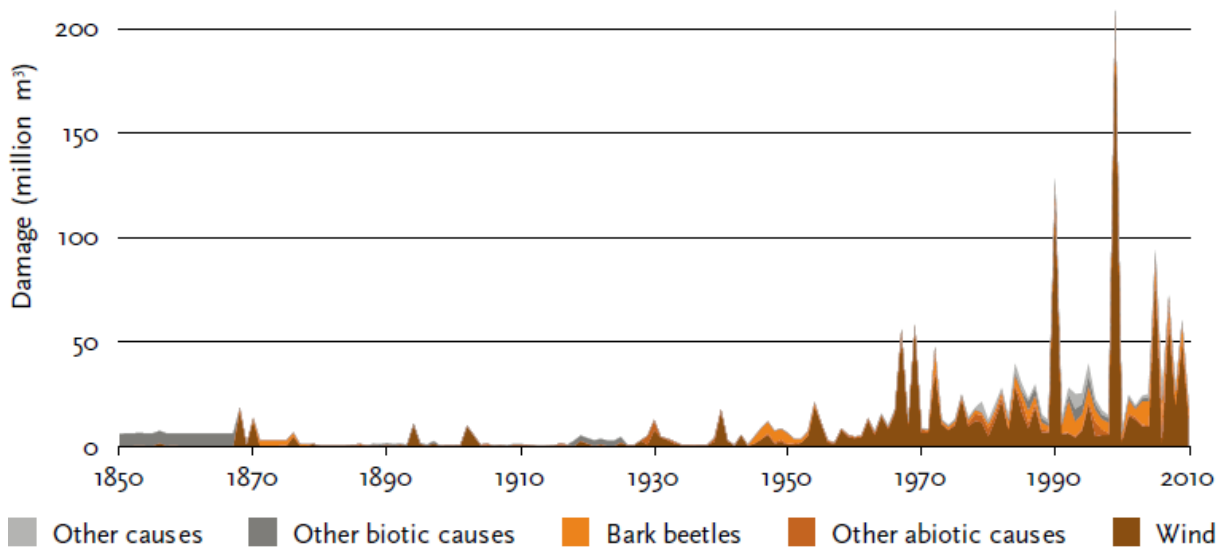 Damage (million m³)
200
150
100
50
0
1850 1870 1890 1910 1930 1950 1970 1990 2010
Other causes Other biotic causes Bark beetles Other abiotic causes Wind